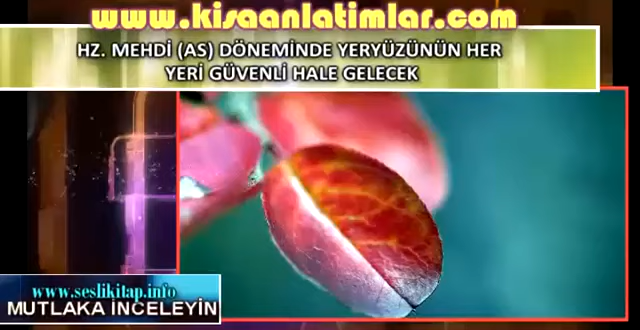 www.kisaanlatimlar.com
HZ. MEHDİ (AS) DÖNEMİNDE YERYÜZÜNÜN HER
YERİ GÜVENLİ HALE GELECEK
www.seslikitap.info
MUTLAKA İNCELEYİN